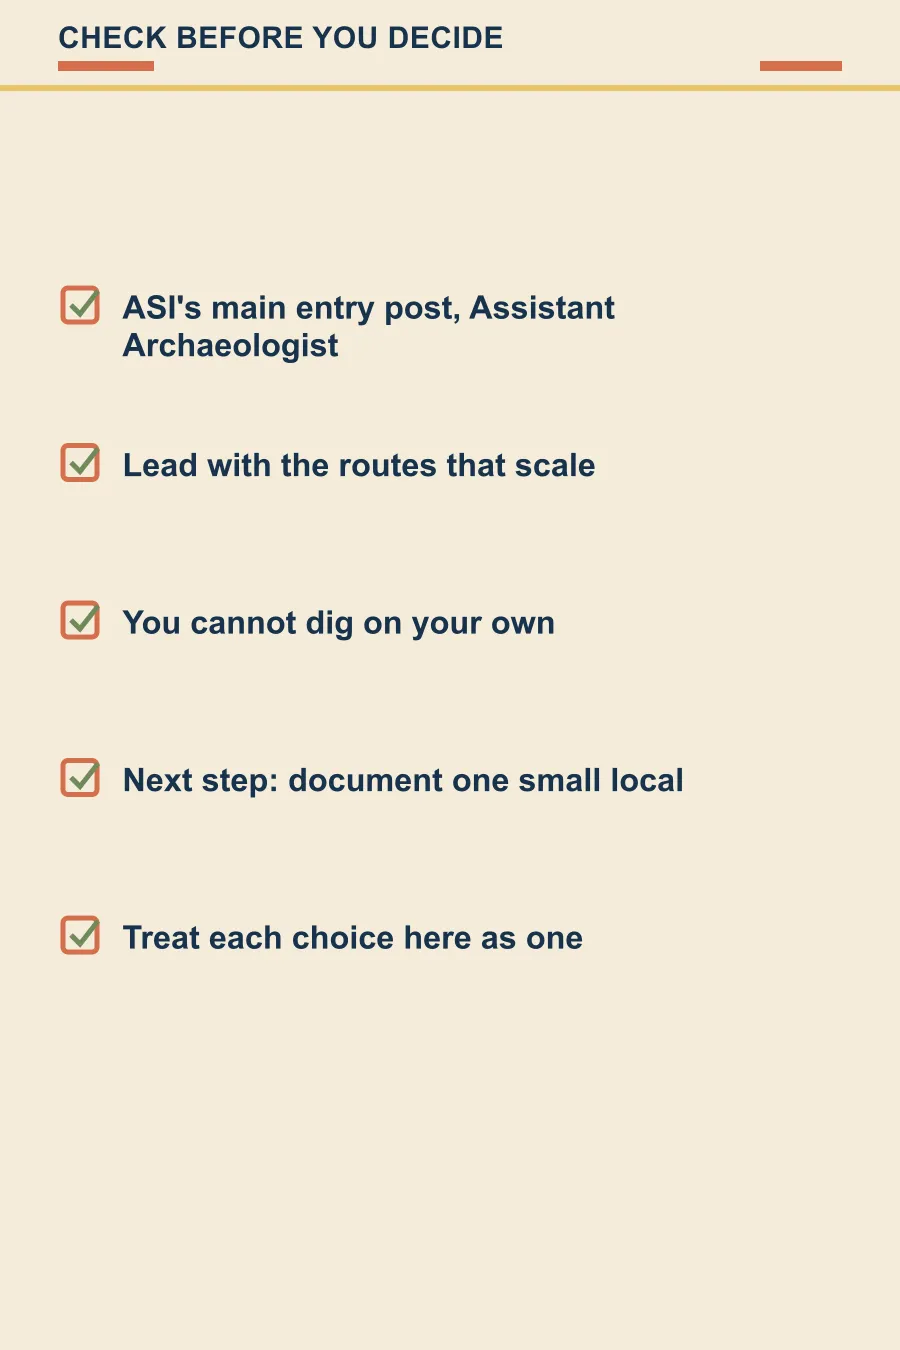 CHECK BEFORE YOU DECIDE
ASI's main entry post, Assistant
Archaeologist
Lead with the routes that scale
You cannot dig on your own
Next step: document one small local
Treat each choice here as one